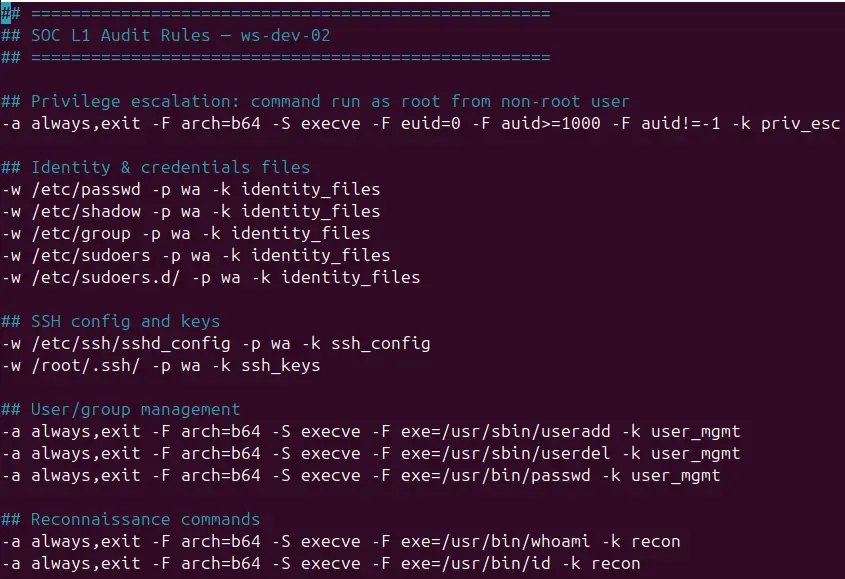 ## ====================================================
## SOC L1 Audit Rules – ws-dev-02
## ====================================================
## Privilege escalation: command run as root from non-root user
-a always,exit -F arch=b64 -S execve -F euid=0 -F auid>=1000 -F auid!=-1 -k priv_esc
## Identity & credentials files
-w /etc/passwd -p wa -k identity_files
-w /etc/shadow -p wa -k identity_files
-w /etc/group -p wa -k identity_files
-w /etc/sudoers -p wa -k identity_files
-w /etc/sudoers.d/ -p wa -k identity_files
## SSH config and keys
-w /etc/ssh/sshd_config -p wa -k ssh_config
-w /root/.ssh/ -p wa -k ssh_keys
## User/group management
-a always,exit -F arch=b64 -S execve -F exe=/usr/sbin/useradd -k user_mgmt
-a always,exit -F arch=b64 -S execve -F exe=/usr/sbin/userdel -k user_mgmt
-a always,exit -F arch=b64 -S execve -F exe=/usr/bin/passwd -k user_mgmt
## Reconnaissance commands
-a always,exit -F arch=b64 -S execve -F exe=/usr/bin/whoami -k recon
-a always,exit -F arch=b64 -S execve -F exe=/usr/bin/id -k recon